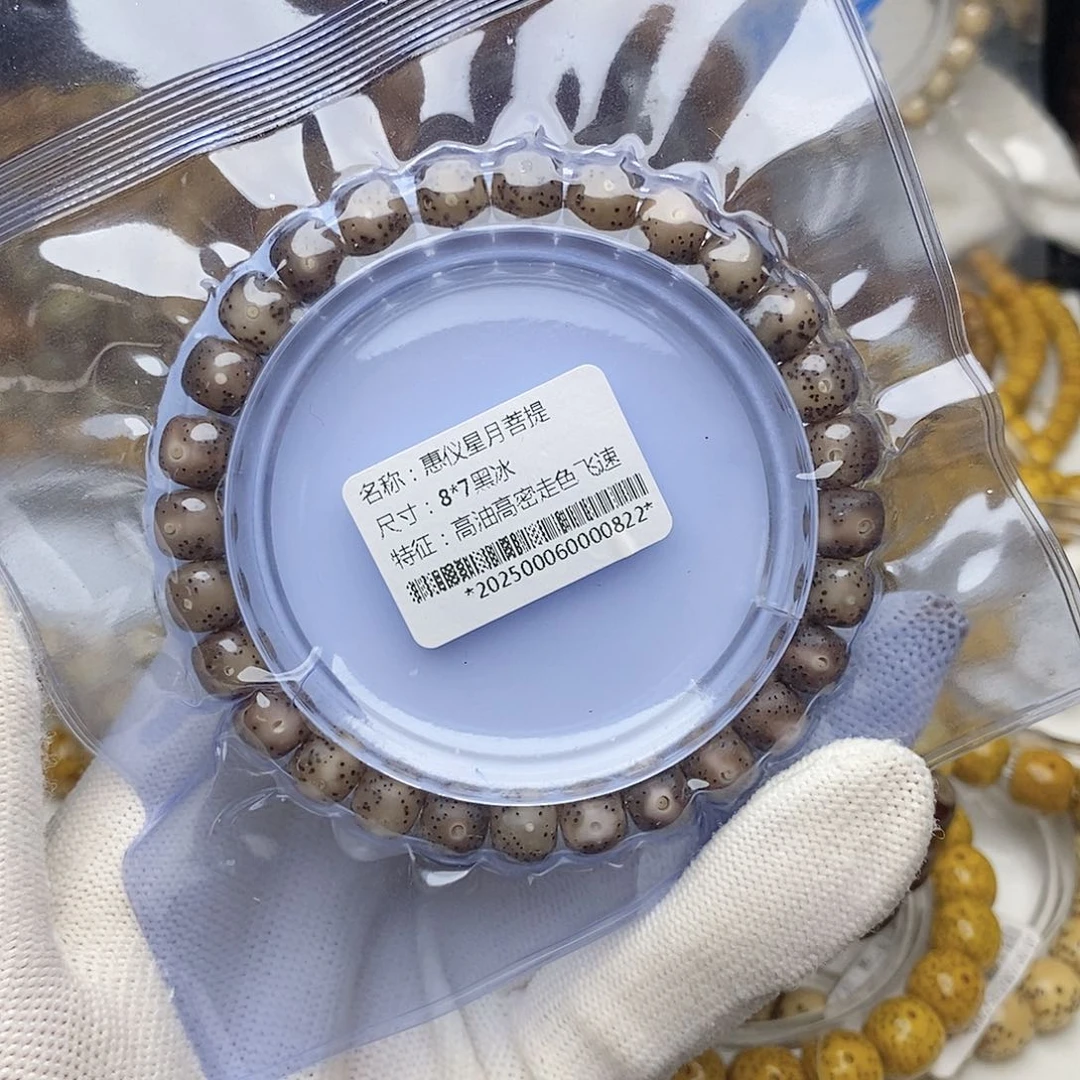 名称：惠仪星月菩提
尺寸：8*7黑冰
特征：高油高密走色飞速
*202500060000822*